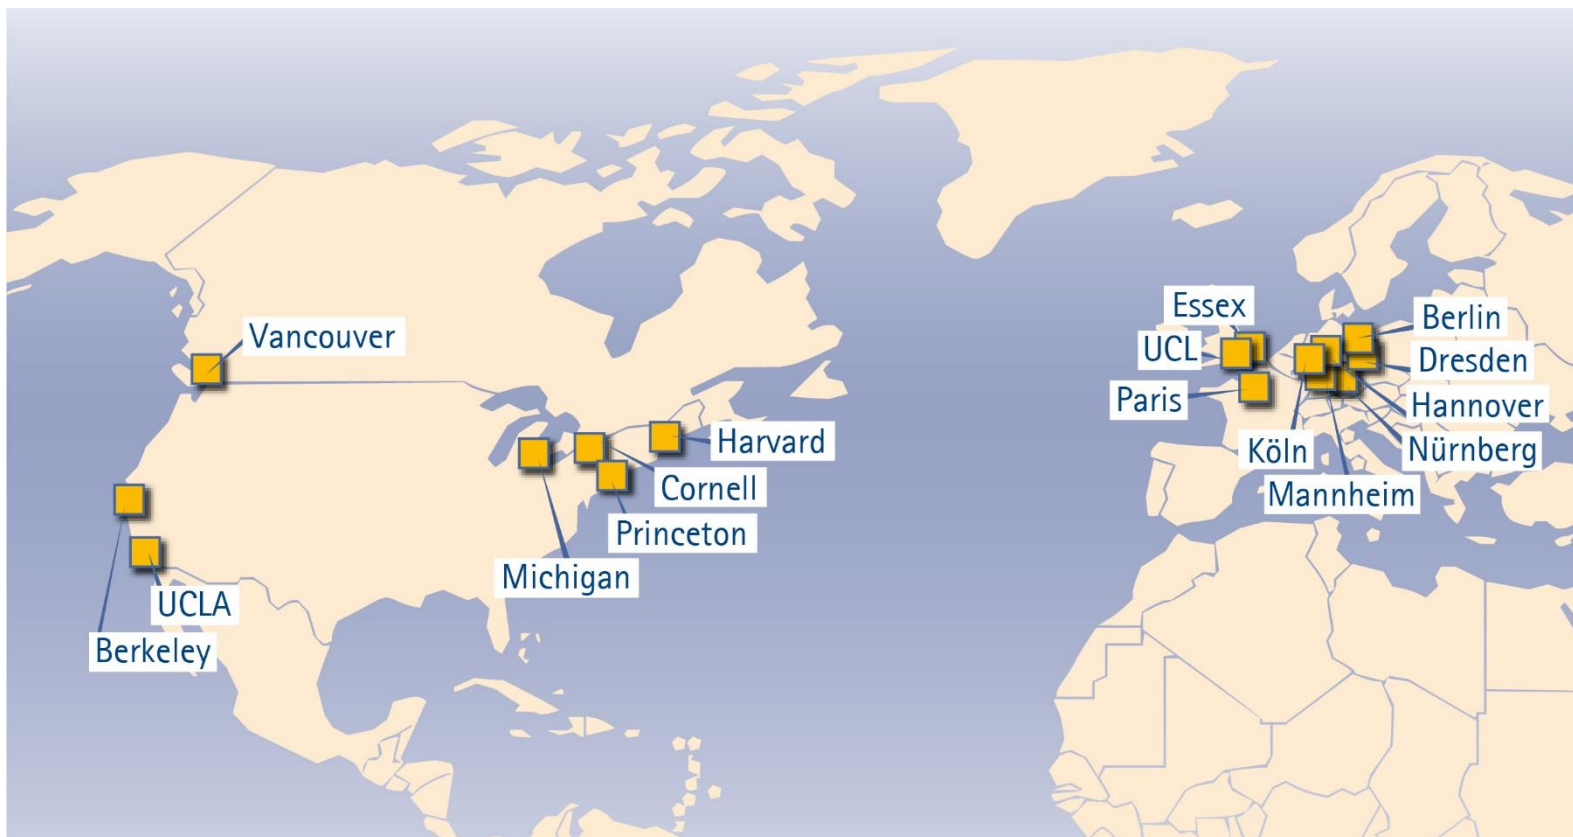 Vancouver
Harvard
Cornell
Princeton
Michigan
UCLA
Berkeley
Essex
UCL
Paris
Berlin
Dresden
Hannover
Nürnberg
Köln
Mannheim